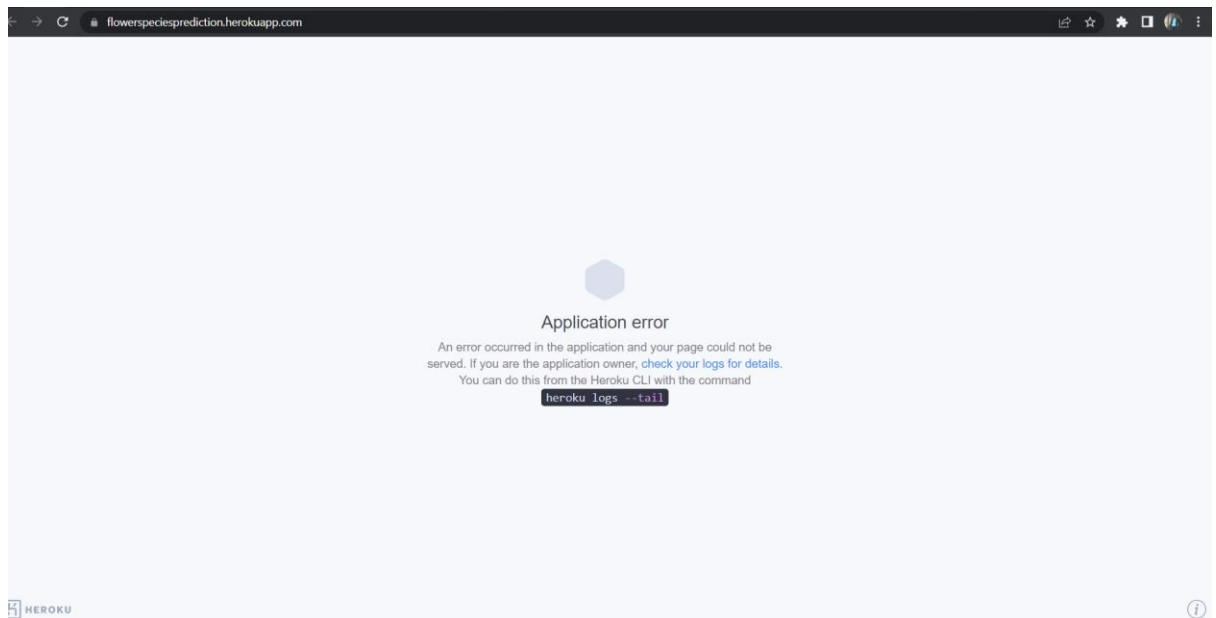 flowerspeciesprediction.herokuapp.com
Application error
An error occurred in the application and your page could not be
served. If you are the application owner, check your logs for details.
You can do this from the Heroku CLI with the command
heroku logs --tail
HEROKU
i